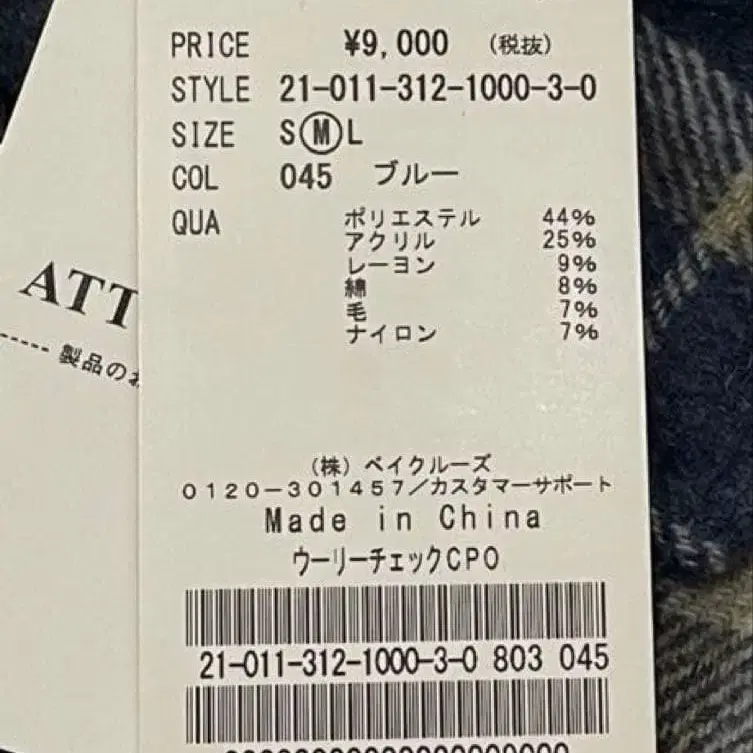 PRICE ¥9,000 (税抜)
STYLE 21-011-312-1000-3-0
SIZE S M L
COL 045 ブルー
QUA ポリエステル 44%
アクリル 25%
レーヨン 9%
綿 8%
毛 7%
ナイロン 7%
(株) ベイクルーズ
0120-301457/カスタマーサポート
Made in China
ウーリーチェックCPO
21-011-312-1000-3-0 803 045
ATT
製品の